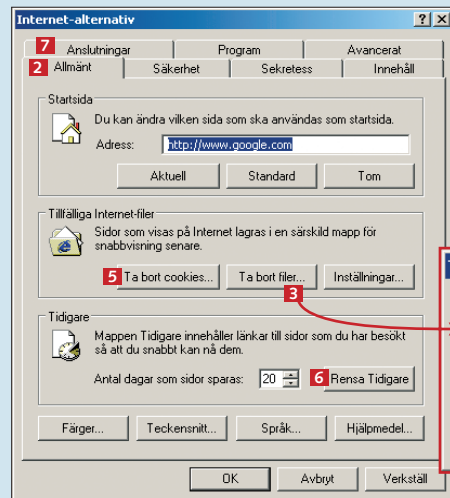 Internet-alternativ
7 Anslutningar Program Avancerat
2 Allmänt Säkerhet Sekretess Innehåll
Startsida
Du kan ändra vilken sida som ska användas som startsida.
Adress: http://www.google.com
Aktuell Standard Tom
Tillfälliga Internet-filer
Sidor som visas på Internet lagras i en särskild mapp för
snabbvisning senare.
5 Ta bort cookies... Ta bort filer... Inställningar...
3
Tidigare
Mappen Tidigare innehåller länkar till sidor som du har besökt
så att du snabbt kan nå dem.
Antal dagar som sidor sparas: 20 6 Rensa Tidigare
Färger... Teckensnitt... Språk... Hjälpmedel...
OK Avbryt Verkställ